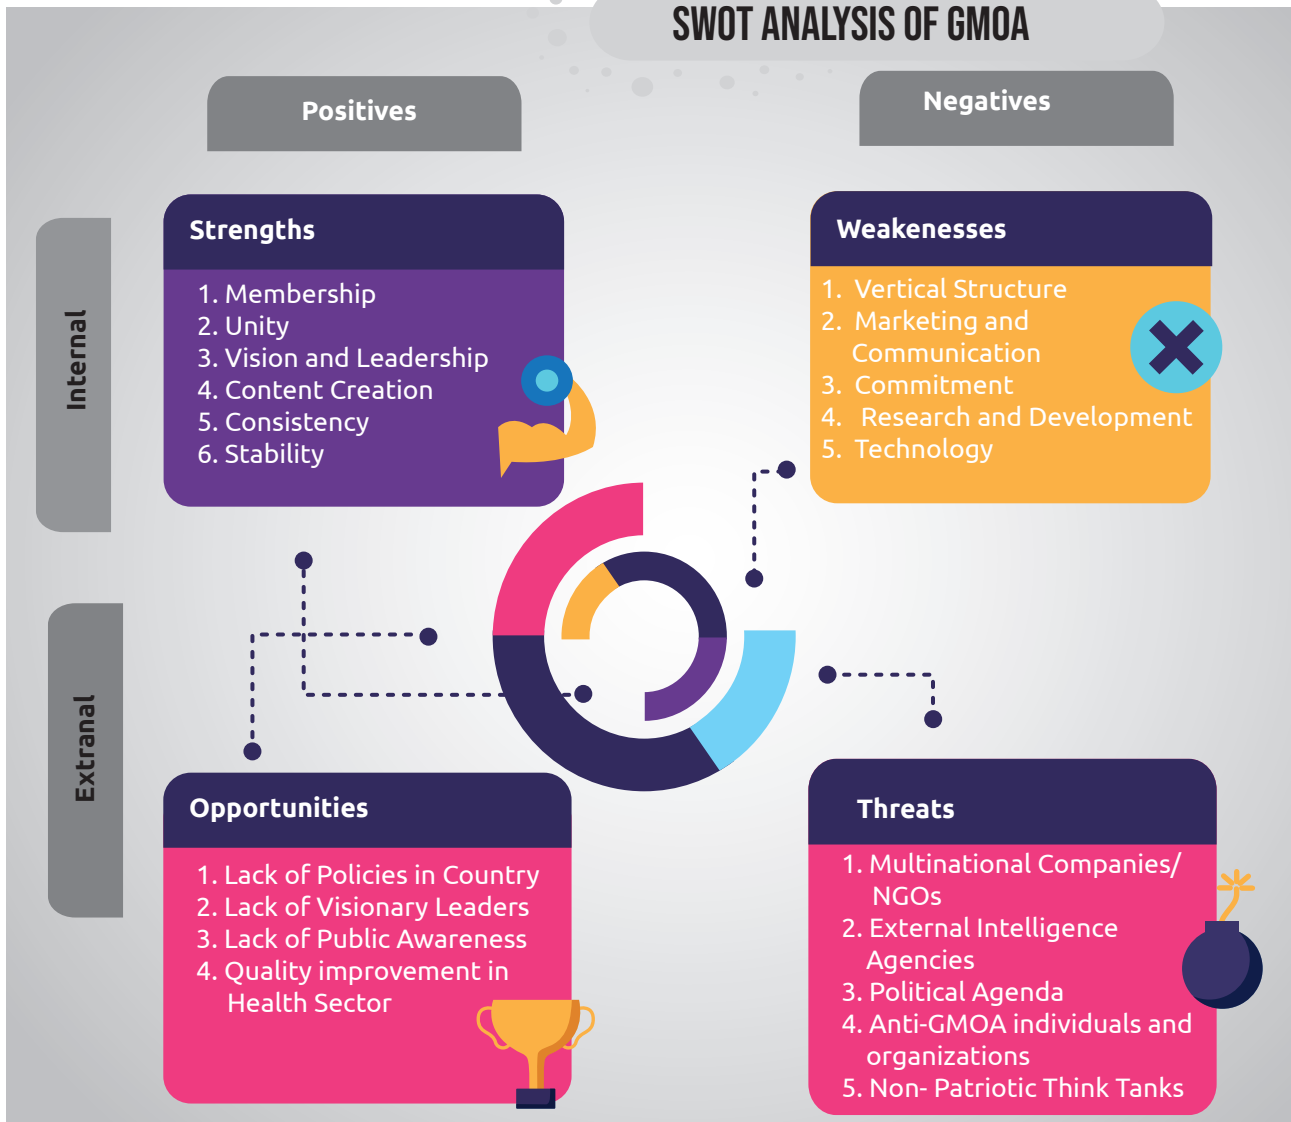 SWOT ANALYSIS OF GMOA
Positives
Negatives
Internal
Strengths
1. Membership
2. Unity
3. Vision and Leadership
4. Content Creation
5. Consistency
6. Stability
Weakenesses
1. Vertical Structure
2. Marketing and
Communication
3. Commitment
4. Research and Development
5. Technology
Extranal
Opportunities
1. Lack of Policies in Country
2. Lack of Visionary Leaders
3. Lack of Public Awareness
4. Quality improvement in
Health Sector
Threats
1. Multinational Companies/
NGOs
2. External Intelligence
Agencies
3. Political Agenda
4. Anti-GMOA individuals and
organizations
5. Non- Patriotic Think Tanks